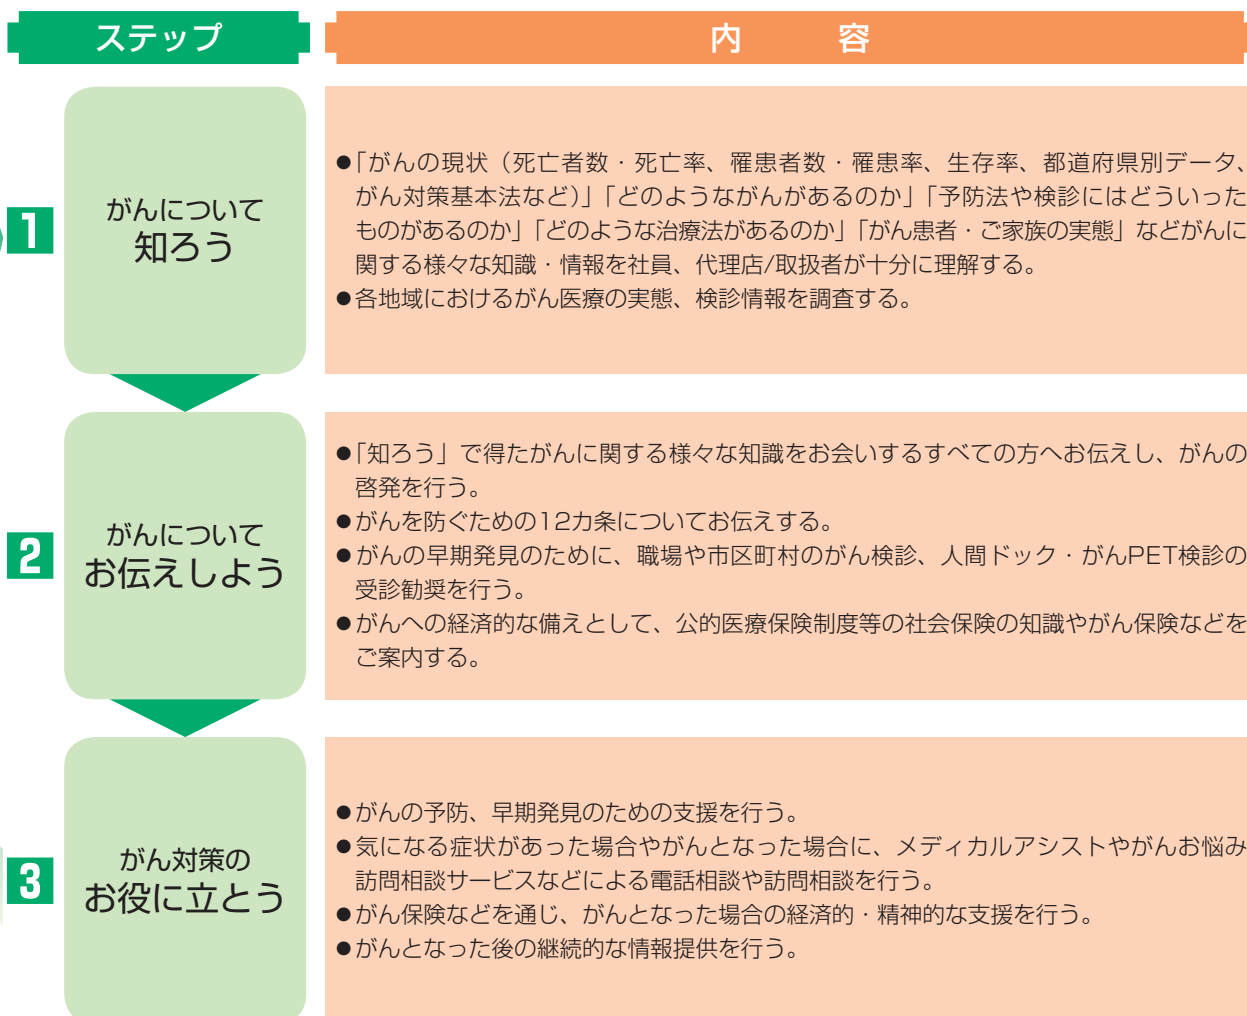 ステップ
内　容
1
がんについて
知ろう
●「がんの現状（死亡者数・死亡率、罹患者数・罹患率、生存率、都道府県別データ、
がん対策基本法など）」「どのようながんがあるのか」「予防法や検診にはどういった
ものがあるのか」「どのような治療法があるのか」「がん患者・ご家族の実態」などがんに
関する様々な知識・情報を社員、代理店/取扱者が十分に理解する。
●各地域におけるがん医療の実態、検診情報を調査する。
2
がんについて
お伝えしよう
●「知ろう」で得たがんに関する様々な知識をお会いするすべての方へお伝えし、がんの
啓発を行う。
●がんを防ぐための12カ条についてお伝えする。
●がんの早期発見のために、職場や市区町村のがん検診、人間ドック・がんPET検診の
受診勧奨を行う。
●がんへの経済的な備えとして、公的医療保険制度等の社会保険の知識やがん保険などを
ご案内する。
3
がん対策の
お役に立とう
●がんの予防、早期発見のための支援を行う。
●気になる症状があった場合やがんとなった場合に、メディカルアシストやがんお悩み
訪問相談サービスなどによる電話相談や訪問相談を行う。
●がん保険などを通じ、がんとなった場合の経済的・精神的な支援を行う。
●がんとなった後の継続的な情報提供を行う。